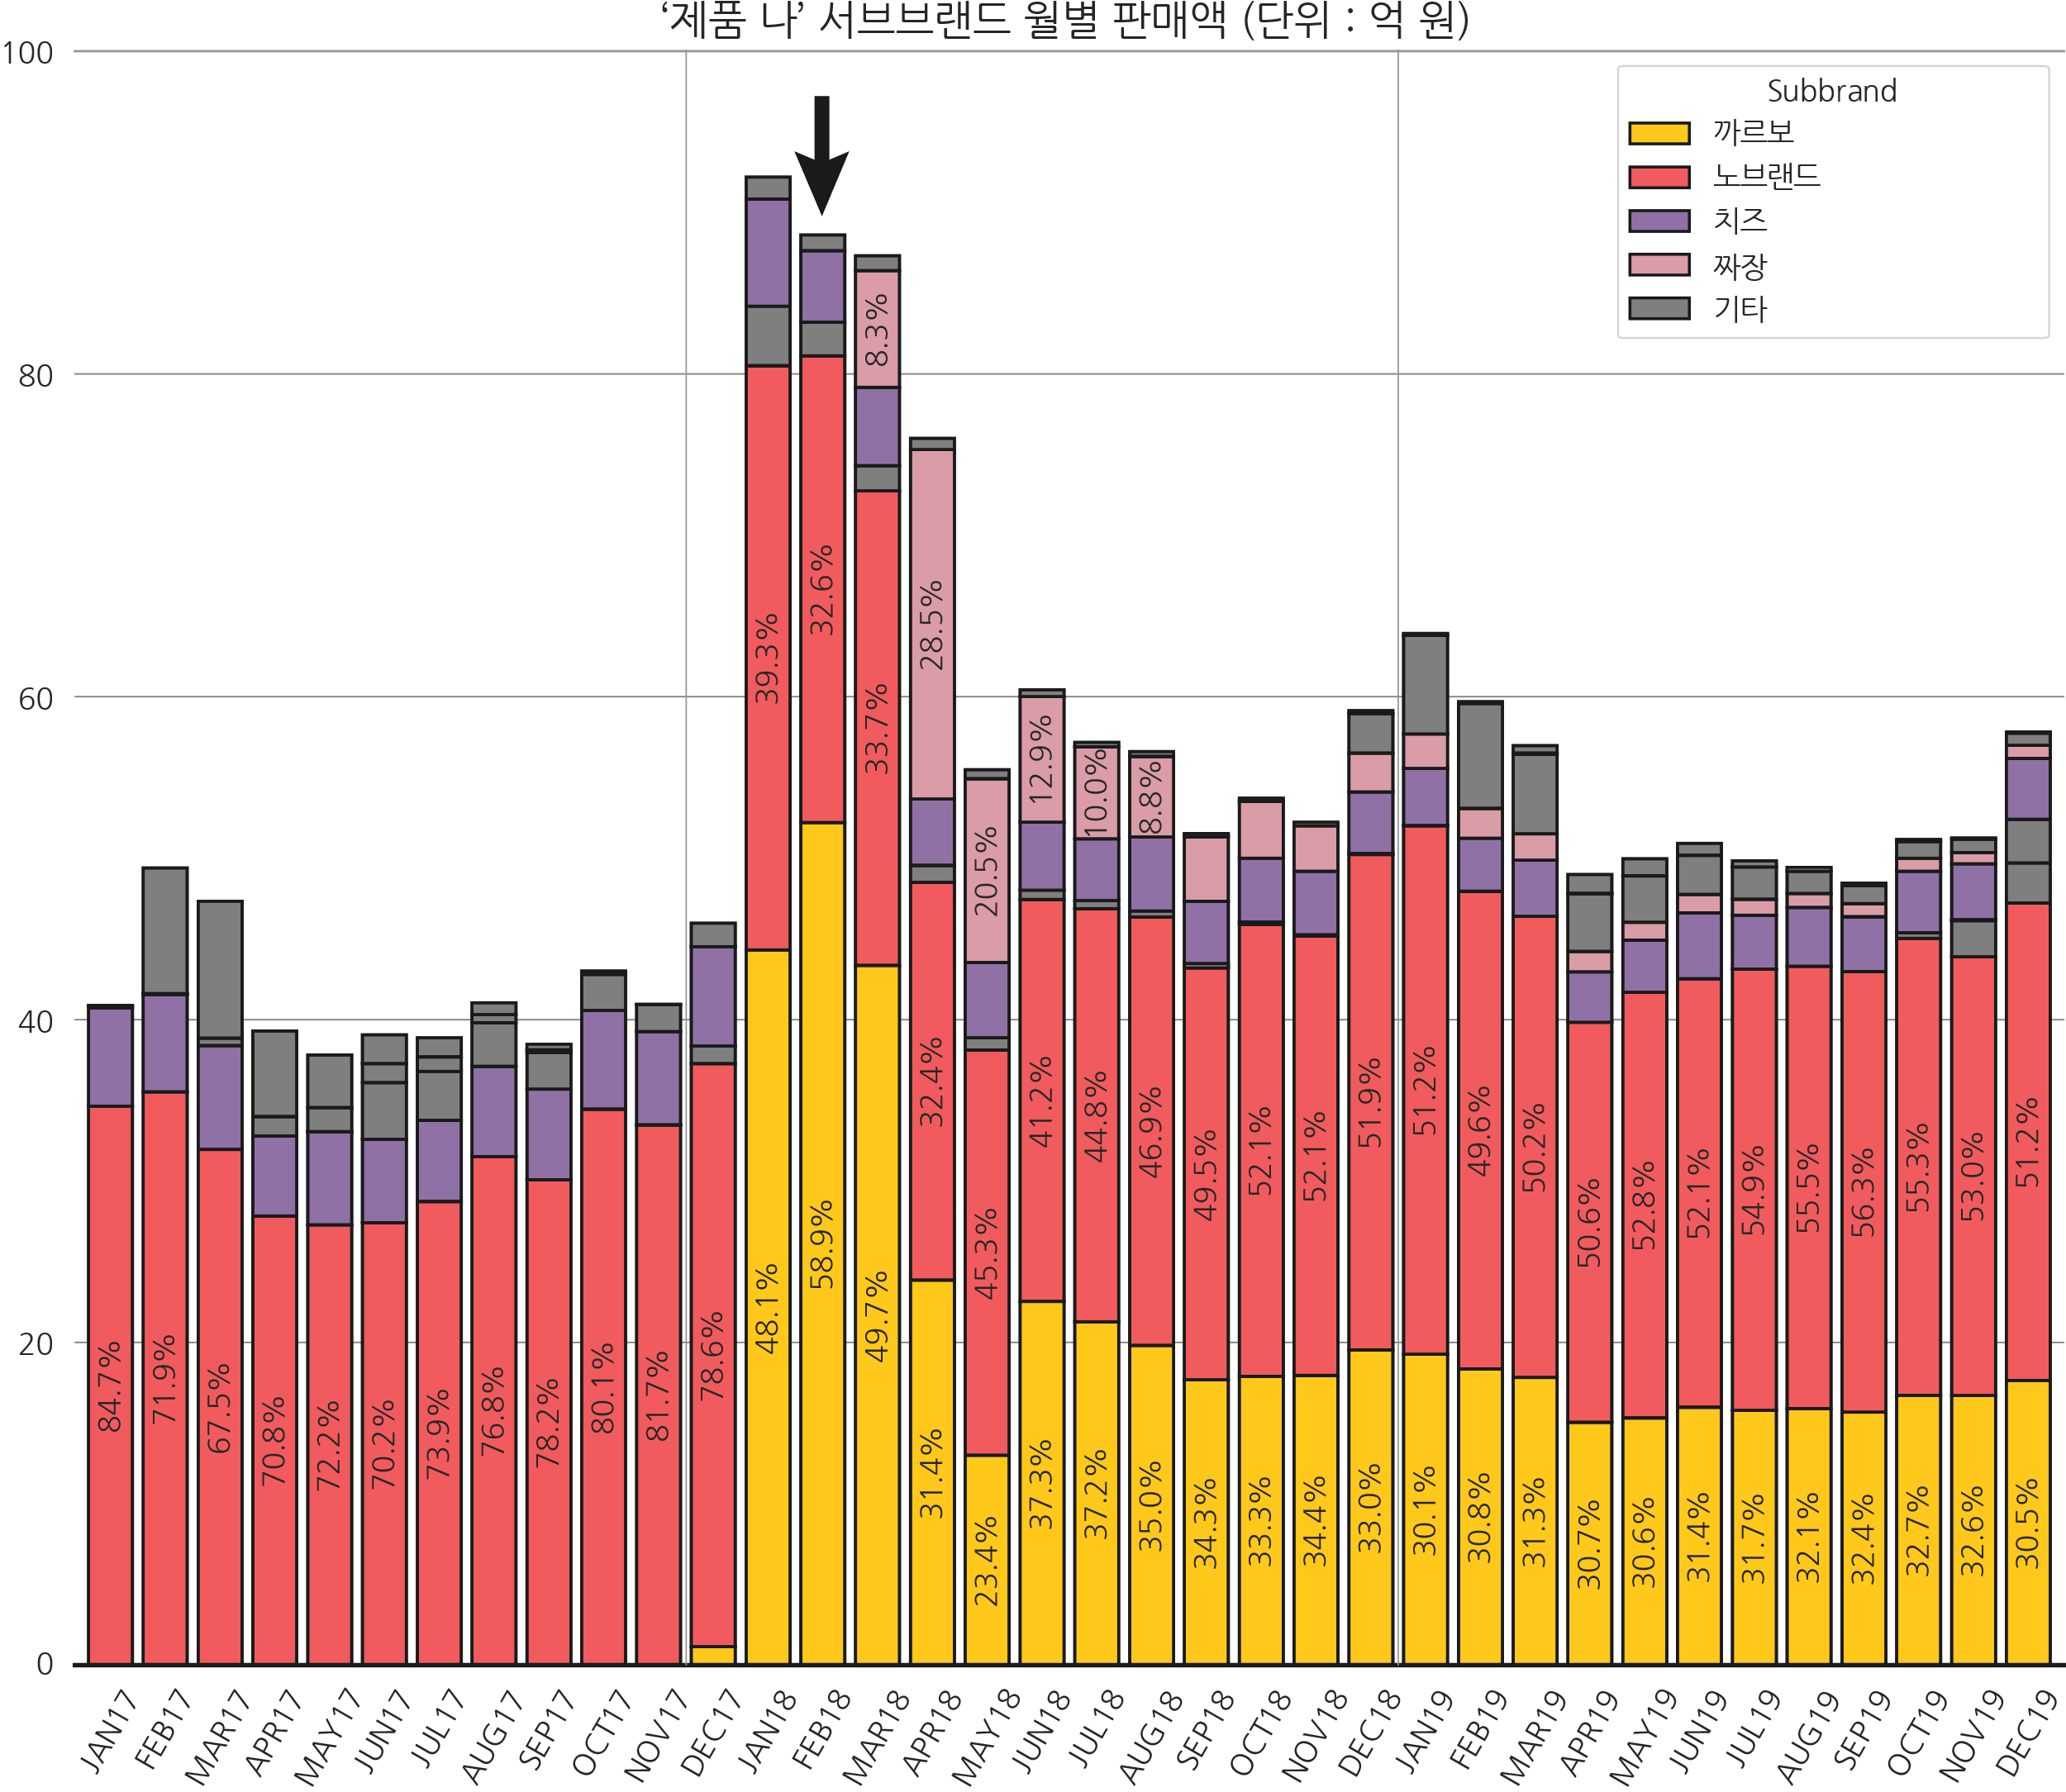 ‘제품 나’ 서브브랜드 월별 판매액 (단위 : 억 원)
100
80
60
40
20
0
Subbrand
까르보
노브랜드
치즈
짜장
기타
84.7%
71.9%
67.5%
70.8%
72.2%
70.2%
73.9%
76.8%
78.2%
80.1%
81.7%
78.6%
48.1%
39.3%
58.9%
32.6%
49.7%
33.7%
8.3%
31.4%
32.4%
28.5%
23.4%
45.3%
20.5%
37.3%
41.2%
12.9%
37.2%
44.8%
10.0%
35.0%
46.9%
8.8%
34.3%
49.5%
33.3%
52.1%
34.4%
52.1%
33.0%
51.9%
30.1%
51.2%
30.8%
49.6%
31.3%
50.2%
30.7%
50.6%
30.6%
52.8%
31.4%
52.1%
31.7%
54.9%
32.1%
55.5%
32.4%
56.3%
32.7%
55.3%
32.6%
53.0%
30.5%
51.2%
JAN17
FEB17
MAR17
APR17
MAY17
JUN17
JUL17
AUG17
SEP17
OCT17
NOV17
DEC17
JAN18
FEB18
MAR18
APR18
MAY18
JUN18
JUL18
AUG18
SEP18
OCT18
NOV18
DEC18
JAN19
FEB19
MAR19
APR19
MAY19
JUN19
JUL19
AUG19
SEP19
OCT19
NOV19
DEC19